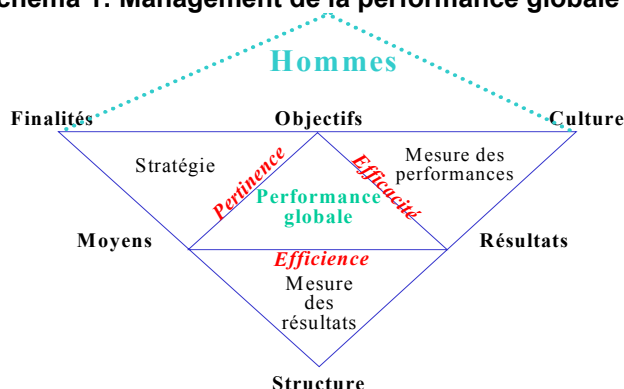 chéma 1: Management de la performance globale
Hommes
Finalités
Objectifs
Culture
Stratégie
Pertinence
Efficacité
Mesure des
performances
Performance
globale
Moyens
Résultats
Efficience
Mesure
des
résultats
Structure